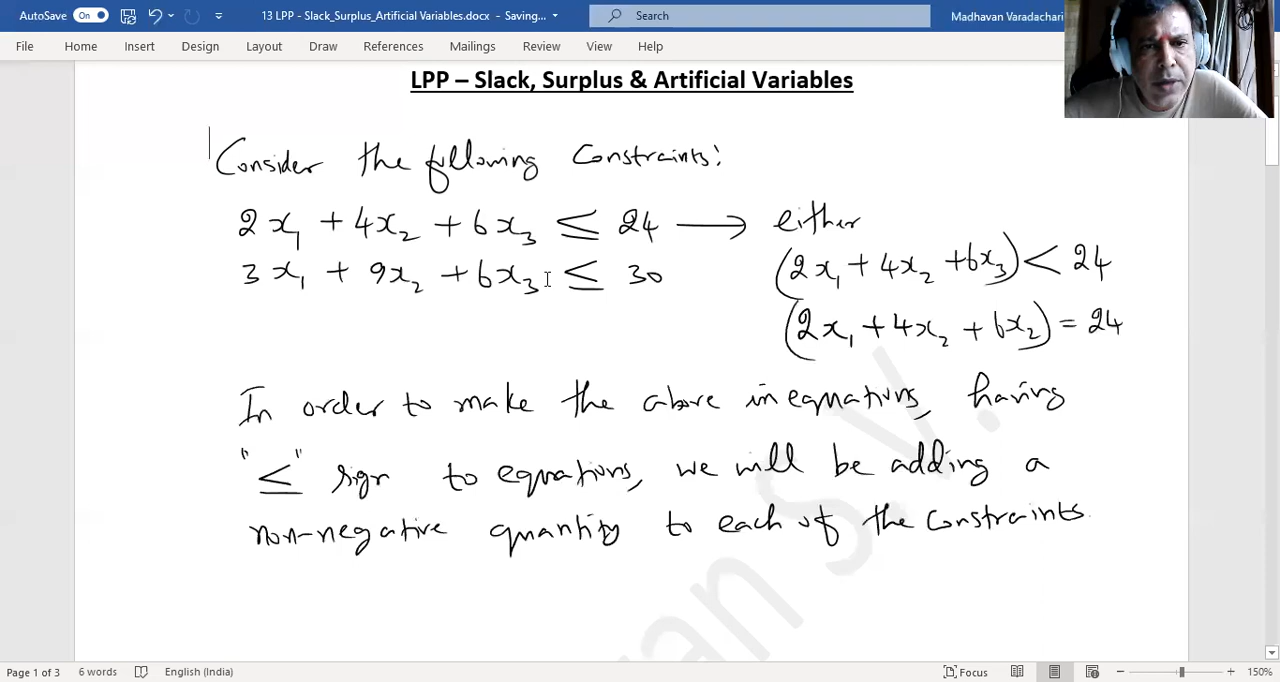 AutoSave On 13 LPP - Slack_Surplus_Artificial Variables.docx - Saving... Search Madhavan Varadachari
File Home Insert Design Layout Draw References Mailings Review View Help
LPP – Slack, Surplus & Artificial Variables
Consider the following Constraints:
2x₁ + 4x₂ + 6x₃ ≤ 24 → either
(2x₁ + 4x₂ + 6x₃) < 24
3x₁ + 9x₂ + 6x₃ ≤ 30
(2x₁ + 4x₂ + 6x₂) = 24
In order to make the above inequations, having
"≤" sign to equations, we will be adding a
non-negative quantity to each of the constraints.
van S.V.
Page 1 of 3 6 words English (India) Focus 150%